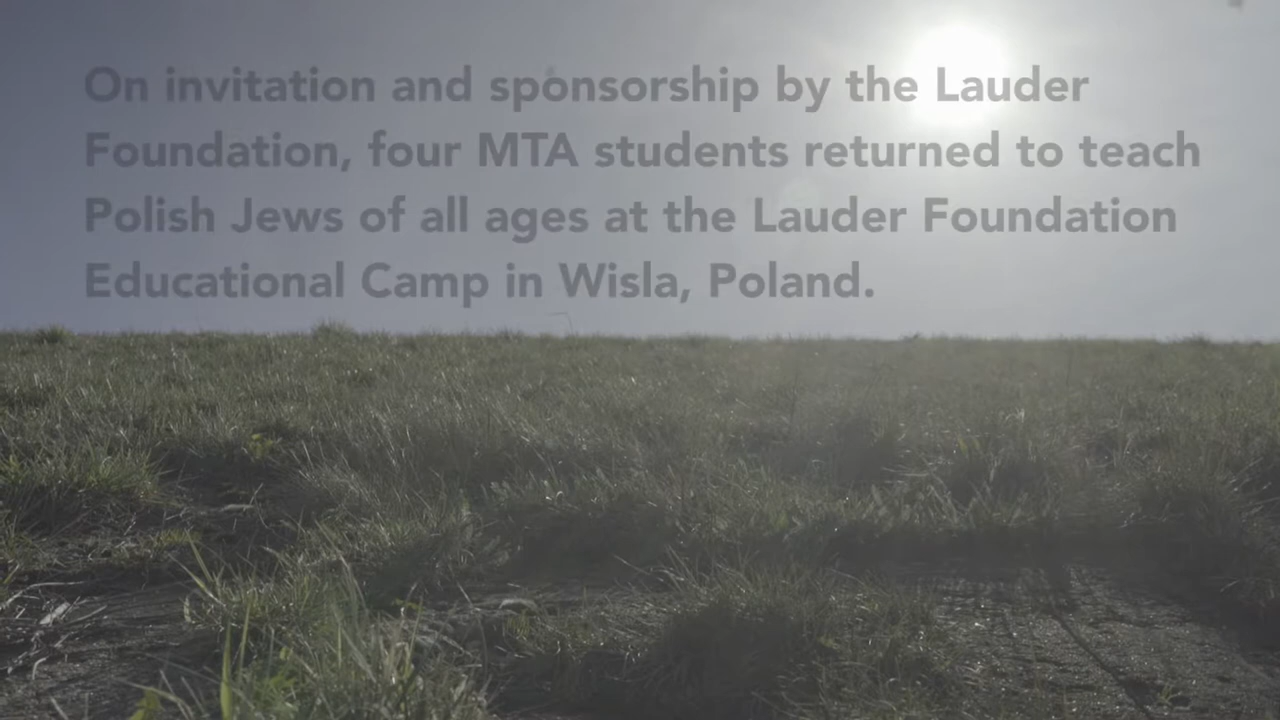 On invitation and sponsorship by the Lauder
Foundation, four MTA students returned to teach
Polish Jews of all ages at the Lauder Foundation
Educational Camp in Wisla, Poland.